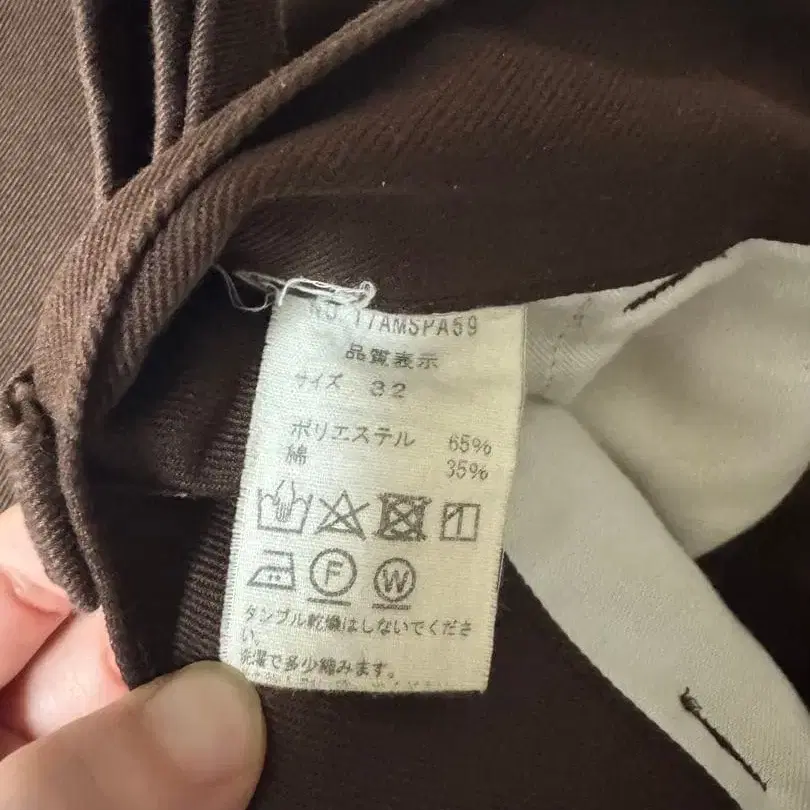 NO 17AMSPA59
品質表示
サイズ 32
ポリエステル 65%
綿 35%
F
W
タンブル乾燥はしないでくださ
い。
洗濯で多少縮みます。